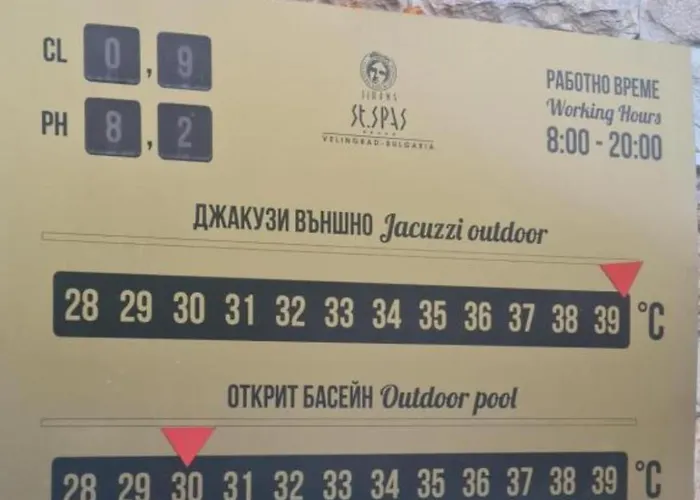 CL 0,9
PH 8,2
St.SPAS
VELINGRAD-BULGARIA
РАБОТНО ВРЕМЕ
Working Hours
8:00 - 20:00
ДЖАКУЗИ ВЪНШНО Jacuzzi outdoor
28 29 30 31 32 33 34 35 36 37 38 39 °C
ОТКРИТ БАСЕЙН Outdoor pool
28 29 30 31 32 33 34 35 36 37 38 39 °C